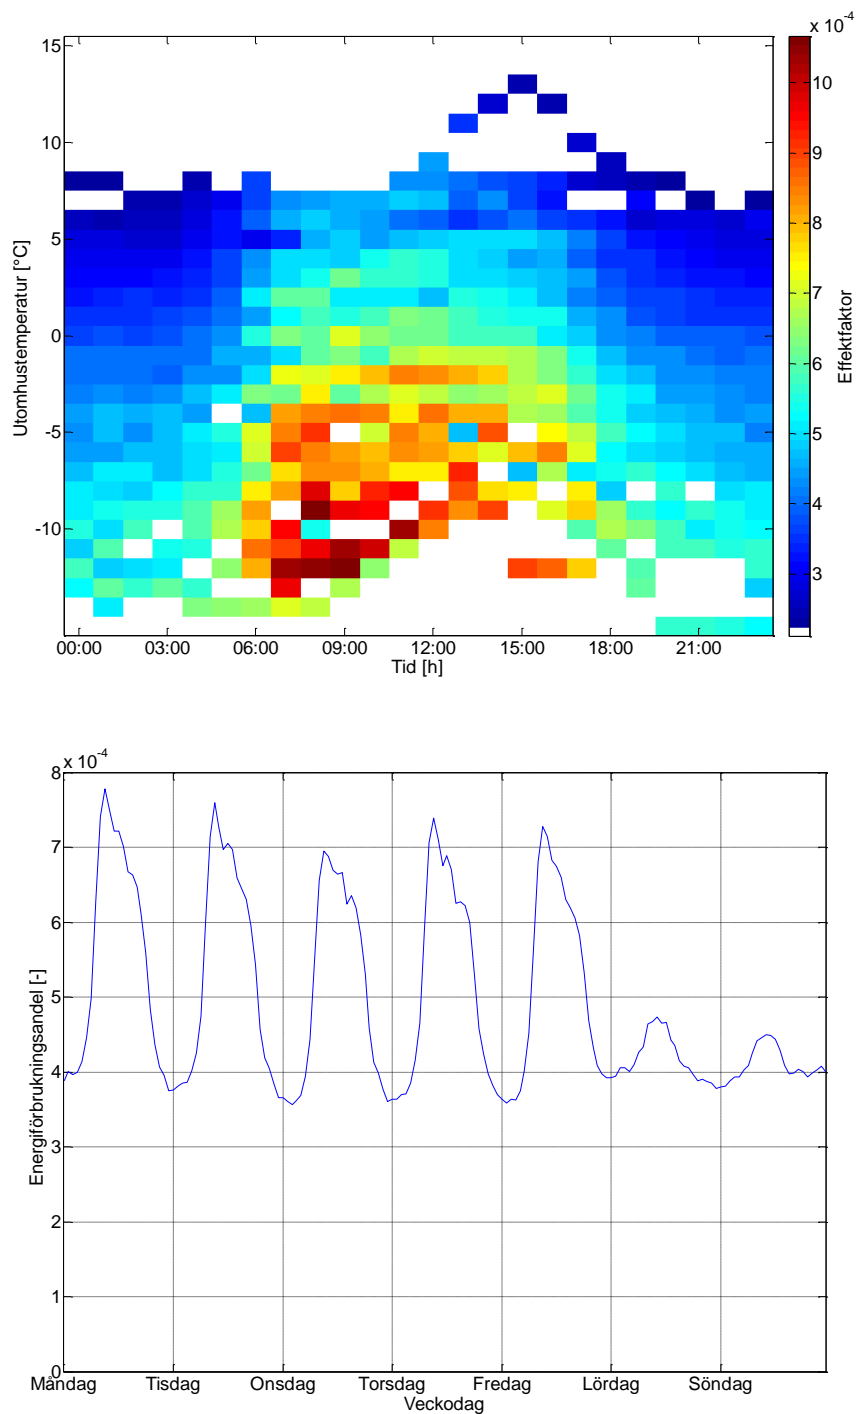 x 10-4
15
10
5
0
-5
-10
Utomhustemperatur [°C]
00:00 03:00 06:00 09:00 12:00 15:00 18:00 21:00
Tid [h]
10
9
8
7
6
5
4
3
Effektfaktor
x 10-4
8
7
6
5
4
3
2
1
0
Energiförbrukningsandel [-]
Måndag Tisdag Onsdag Torsdag Fredag Lördag Söndag
Veckodag